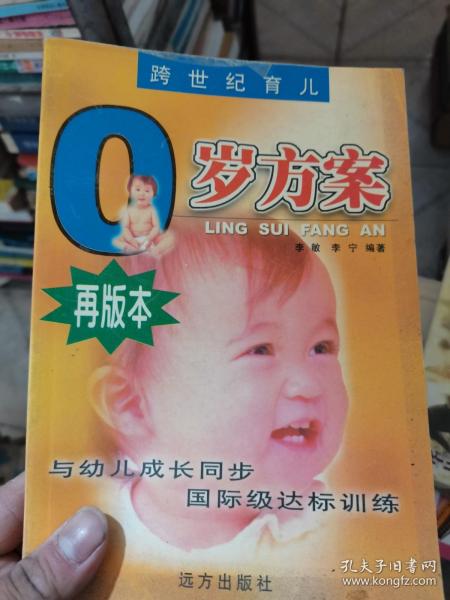 跨世纪育儿
0岁方案
LING SUI FANG AN
李敏 李宁 编著
再版本
与幼儿成长同步
国际级达标训练
远方出版社
孔夫子旧书网
www.kongfz.com